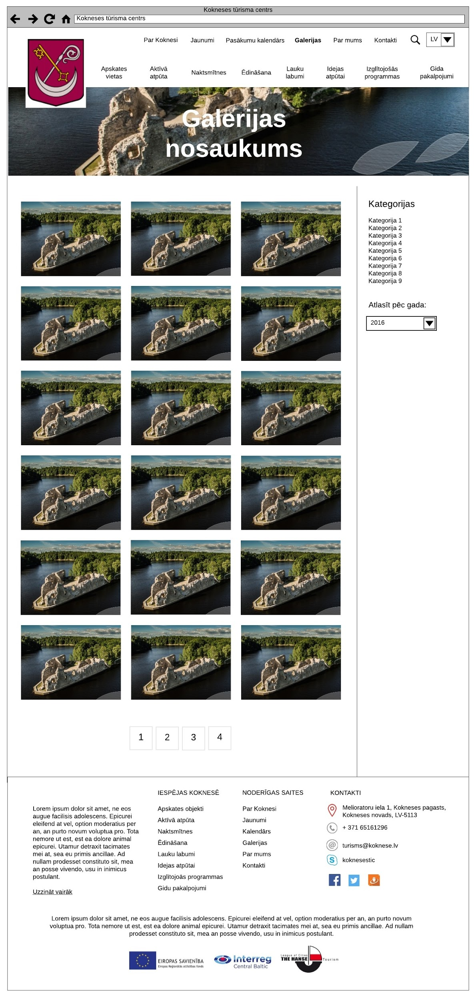 Kokneses tūrisma centrs
Kokneses tūrisma centrs
Par Koknesi
Jaunumi
Pasākumu kalendārs
Galerijas
Par mums
Kontakti
LV
Apskates
vietas
Aktīvā
atpūta
Naktsmītnes
Ēdināšana
Lauku
labumi
Idejas
atpūtai
Izglītojošās
programmas
Gida
pakalpojumi
Galerijas
nosaukums
Kategorijas
Kategorija 1
Kategorija 2
Kategorija 3
Kategorija 4
Kategorija 5
Kategorija 6
Kategorija 7
Kategorija 8
Kategorija 9
Atlasīt pēc gada:
2016
1
2
3
4
Lorem ipsum dolor sit amet, ne eos
augue facilisis adolescens. Epicurei
eleifend at vel, option moderatius per
an, an purto novum voluptua pro. Tota
nemore ut est, est ea dolore animal
epicurei. Utamur detraxit tacimates
mei at, sea eu primis ancillae. Ad
nullam prodesset constituto sit, mea
an posse vivendo, usu in inimicus
postulant.
Uzzināt vairāk
IESPĒJAS KOKNESĒ
Apskates objekti
Aktīvā atpūta
Naktsmītnes
Ēdināšana
Lauku labumi
Idejas atpūtai
Izglītojoās programmas
Gidu pakalpojumi
NODERĪGAS SAITES
Par Koknesi
Jaunumi
Kalendārs
Galerijas
Par mums
Kontakti
KONTAKTI
Melioratoru iela 1, Kokneses pagasts,
Kokneses novads, LV-5113
+ 371 65161296
turisms@koknese.lv
koknesestic
Lorem ipsum dolor sit amet, ne eos augue facilisis adolescens. Epicurei eleifend at vel, option moderatius per an, an purto novum
voluptua pro. Tota nemore ut est, est ea dolore animal epicurei. Utamur detraxit tacimates mei at, sea eu primis ancillae. Ad nullam
prodesset constituto sit, mea an posse vivendo, usu in inimicus postulant.
EIROPAS SAVIENĪBA
Eiropas Reģionālās attīstības fonds
Interreg
Central Baltic
League of Cities
THE HANSE
Tourism